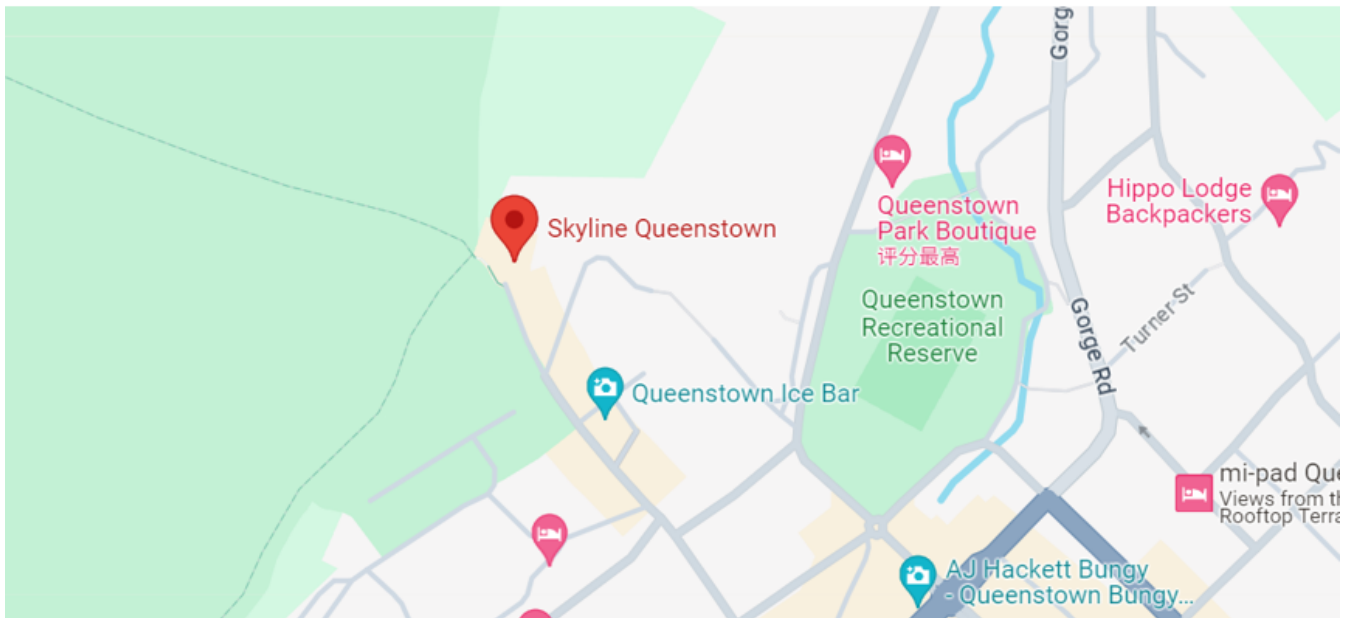 Gorg
Hippo Lodge
Backpackers
Queenstown
Park Boutique
评分最高
Skyline Queenstown
Queenstown
Recreational
Reserve
Turner St
Gorge Rd
Queenstown Ice Bar
mi-pad Que
Views from th
Rooftop Terra
AJ Hackett Bungy
- Queenstown Bungy...